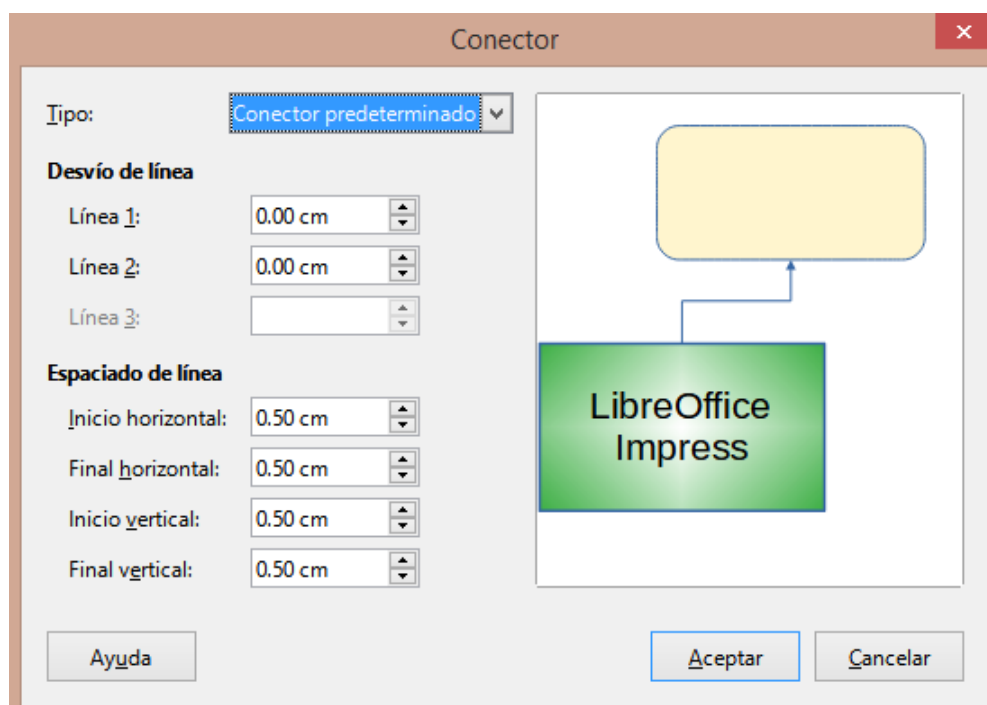 Conector
Tipo: Conector predeterminado
Desvío de línea
Línea 1: 0.00 cm
Línea 2: 0.00 cm
Línea 3:
Espaciado de línea
Inicio horizontal: 0.50 cm
Final horizontal: 0.50 cm
Inicio vertical: 0.50 cm
Final vertical: 0.50 cm
LibreOffice
Impress
Ayuda Aceptar Cancelar